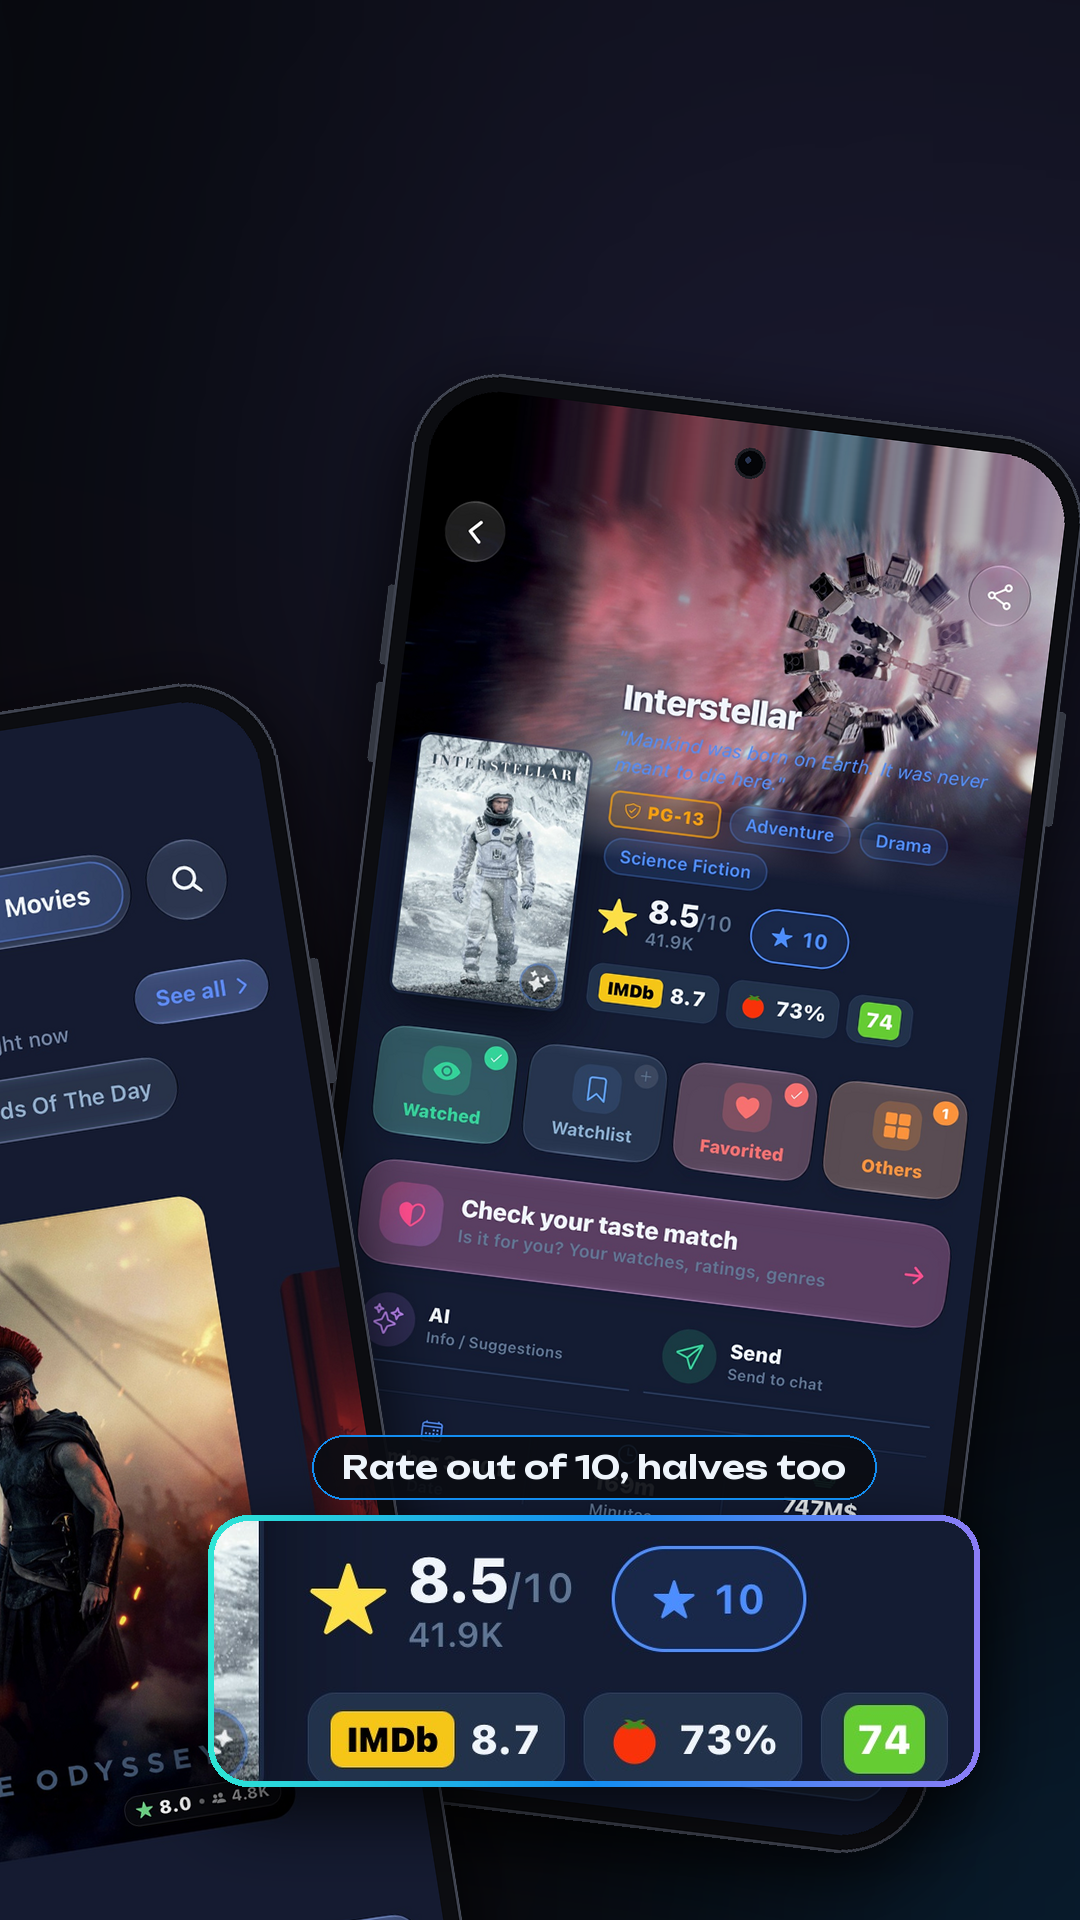 Interstellar
"Mankind was born on Earth. It was never
meant to die here."
INTERSTELLAR
PG-13
Adventure
Drama
Science Fiction
8.5/10
41.9K
10
IMDb 8.7
73%
74
Movies
See all
ht now
ds Of The Day
Watched
Watchlist
Favorited
1
Others
Check your taste match
Is it for you? Your watches, ratings, genres
AI
Info / Suggestions
Send
Send to chat
Rate out of 10, halves too
Minutes
747M$
8.5/10
41.9K
10
IMDb 8.7
73%
74
E ODYSSEY
8.0 • 4.8K